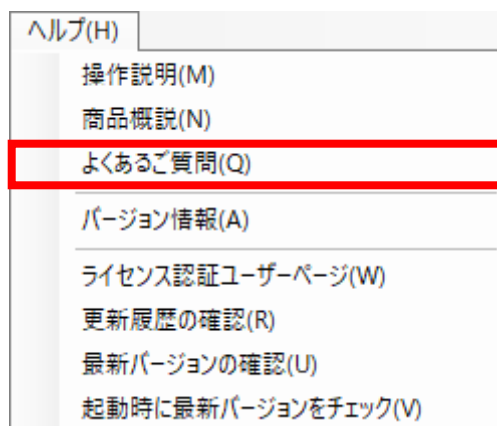 ヘルプ(H)
操作説明(M)
商品概説(N)
よくあるご質問(Q)
バージョン情報(A)
ライセンス認証ユーザーページ(W)
更新履歴の確認(R)
最新バージョンの確認(U)
起動時に最新バージョンをチェック(V)